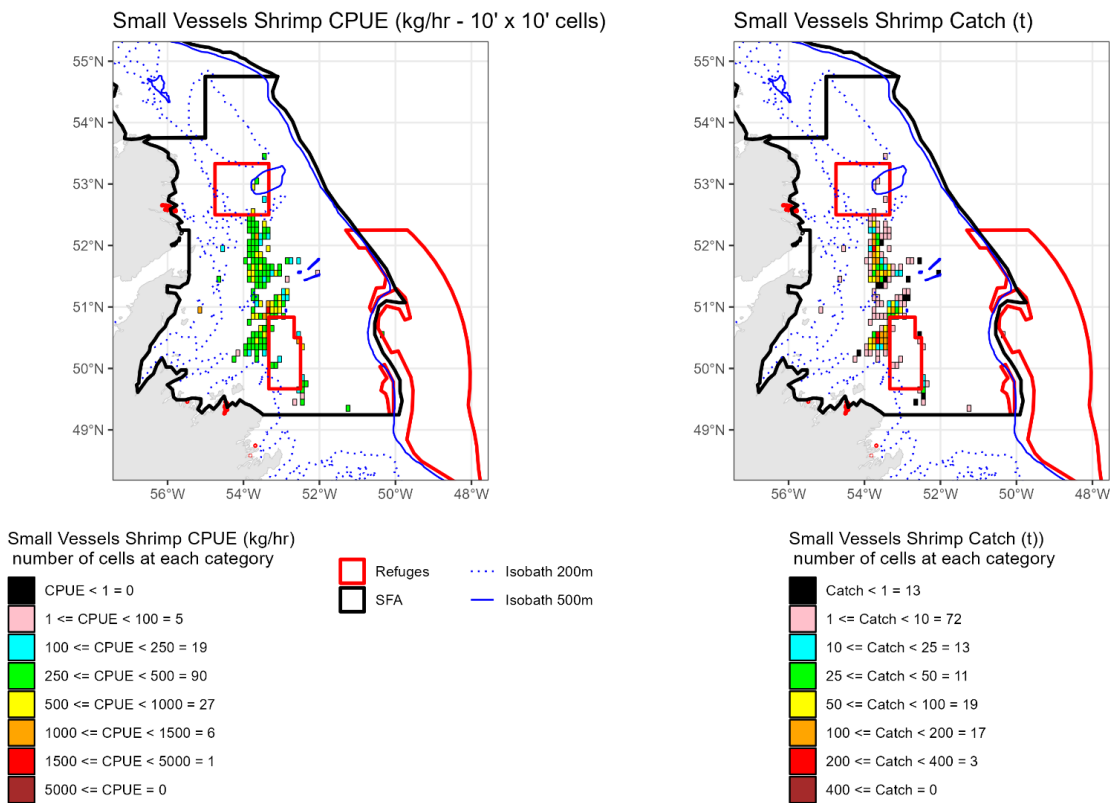 Small Vessels Shrimp CPUE (kg/hr - 10' x 10' cells)
55°N
54°N
53°N
52°N
51°N
50°N
49°N
56°W 54°W 52°W 50°W 48°W
Small Vessels Shrimp Catch (t)
55°N
54°N
53°N
52°N
51°N
50°N
49°N
56°W 54°W 52°W 50°W 48°W
Small Vessels Shrimp CPUE (kg/hr)
number of cells at each category
CPUE < 1 = 0
1 <= CPUE < 100 = 5
100 <= CPUE < 250 = 19
250 <= CPUE < 500 = 90
500 <= CPUE < 1000 = 27
1000 <= CPUE < 1500 = 6
1500 <= CPUE < 5000 = 1
5000 <= CPUE = 0
Refuges
SFA
Isobath 200m
Isobath 500m
Small Vessels Shrimp Catch (t))
number of cells at each category
Catch < 1 = 13
1 <= Catch < 10 = 72
10 <= Catch < 25 = 13
25 <= Catch < 50 = 11
50 <= Catch < 100 = 19
100 <= Catch < 200 = 17
200 <= Catch < 400 = 3
400 <= Catch = 0